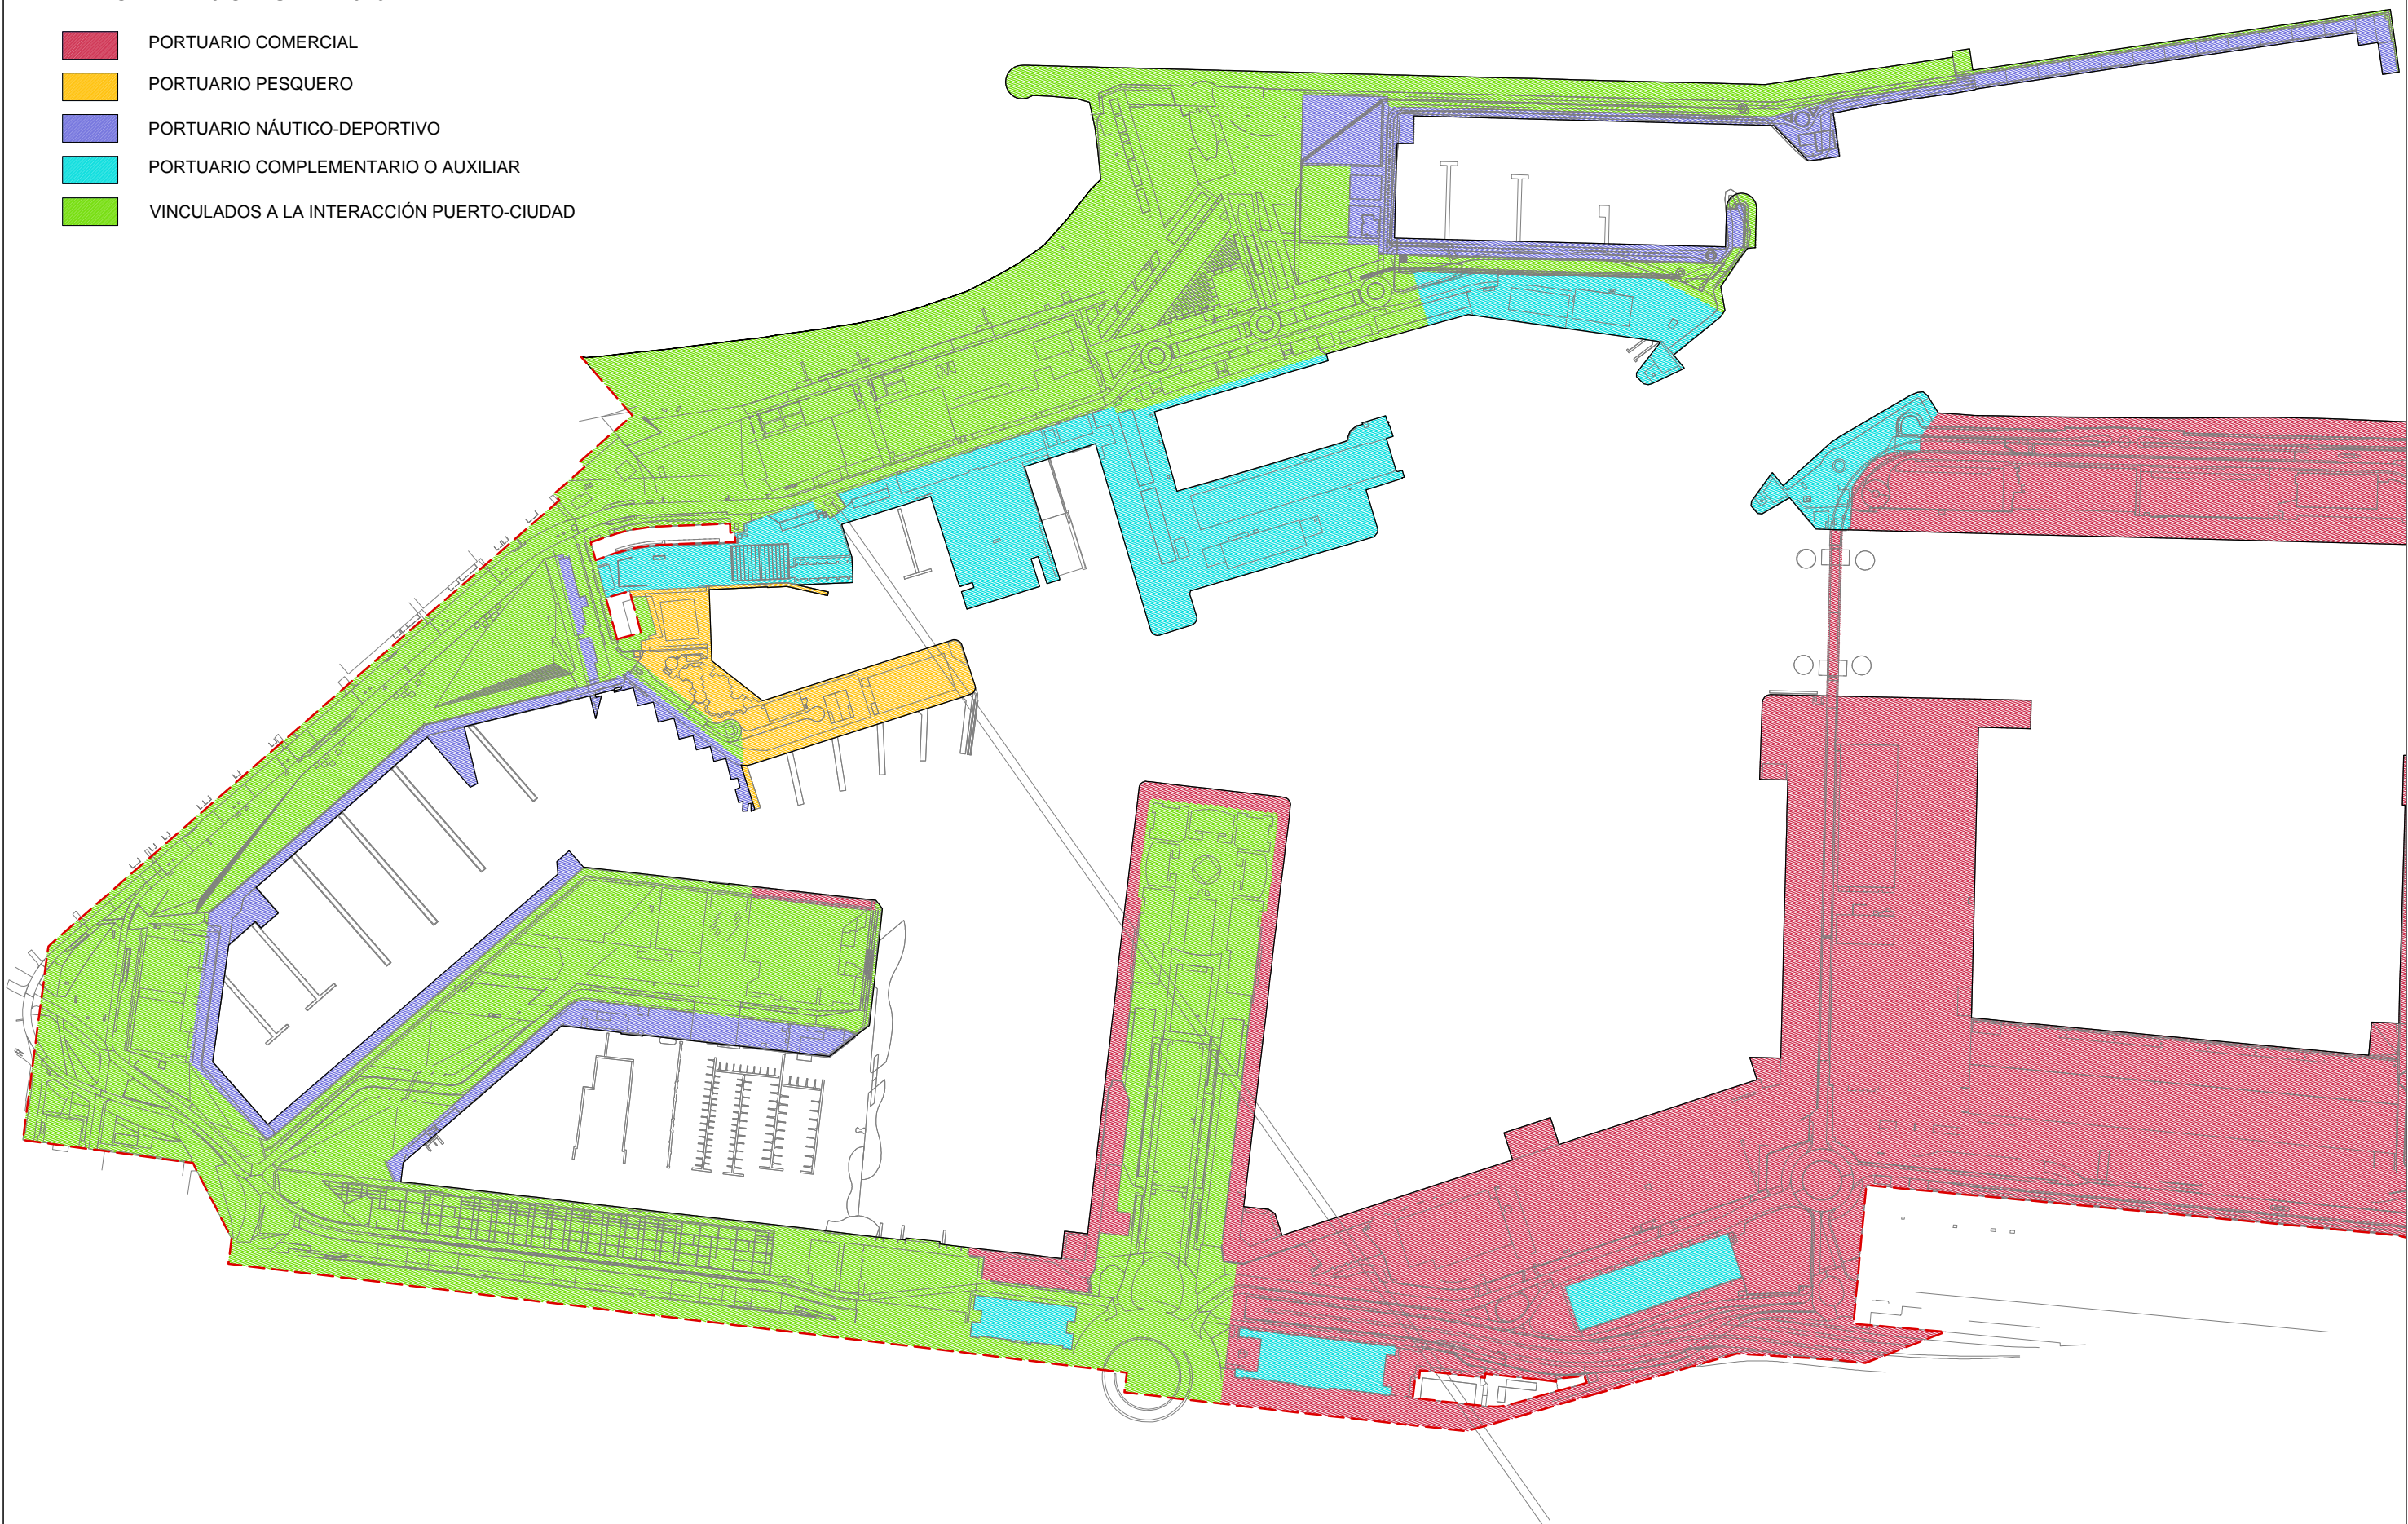 PORTUARIO COMERCIAL
PORTUARIO PESQUERO
PORTUARIO NÁUTICO-DEPORTIVO
PORTUARIO COMPLEMENTARIO O AUXILIAR
VINCULADOS A LA INTERACCIÓN PUERTO-CIUDAD